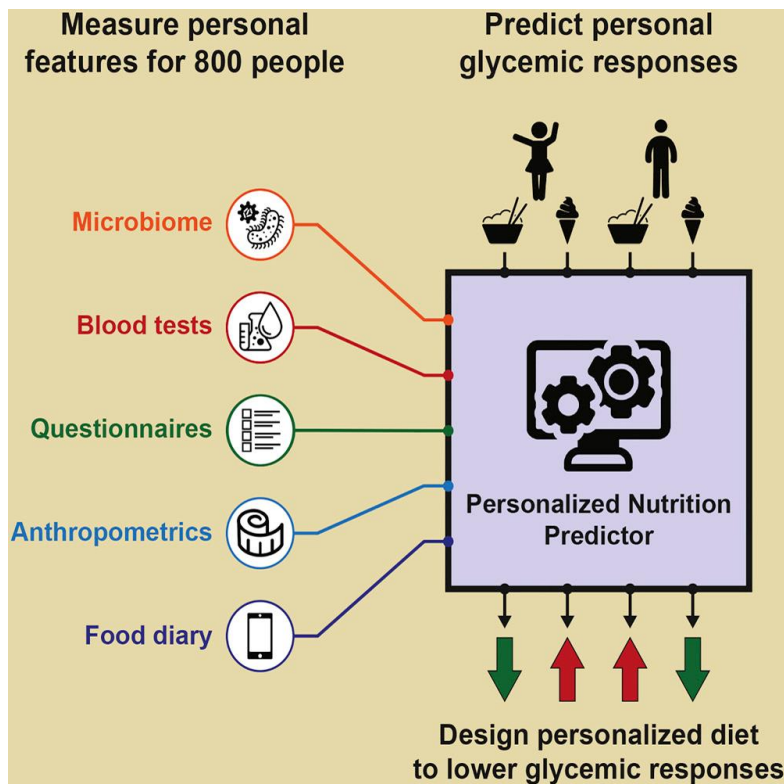 Measure personal
features for 800 people
Predict personal
glycemic responses
Microbiome
Blood tests
Questionnaires
Anthropometrics
Food diary
Personalized Nutrition
Predictor
Design personalized diet
to lower glycemic responses